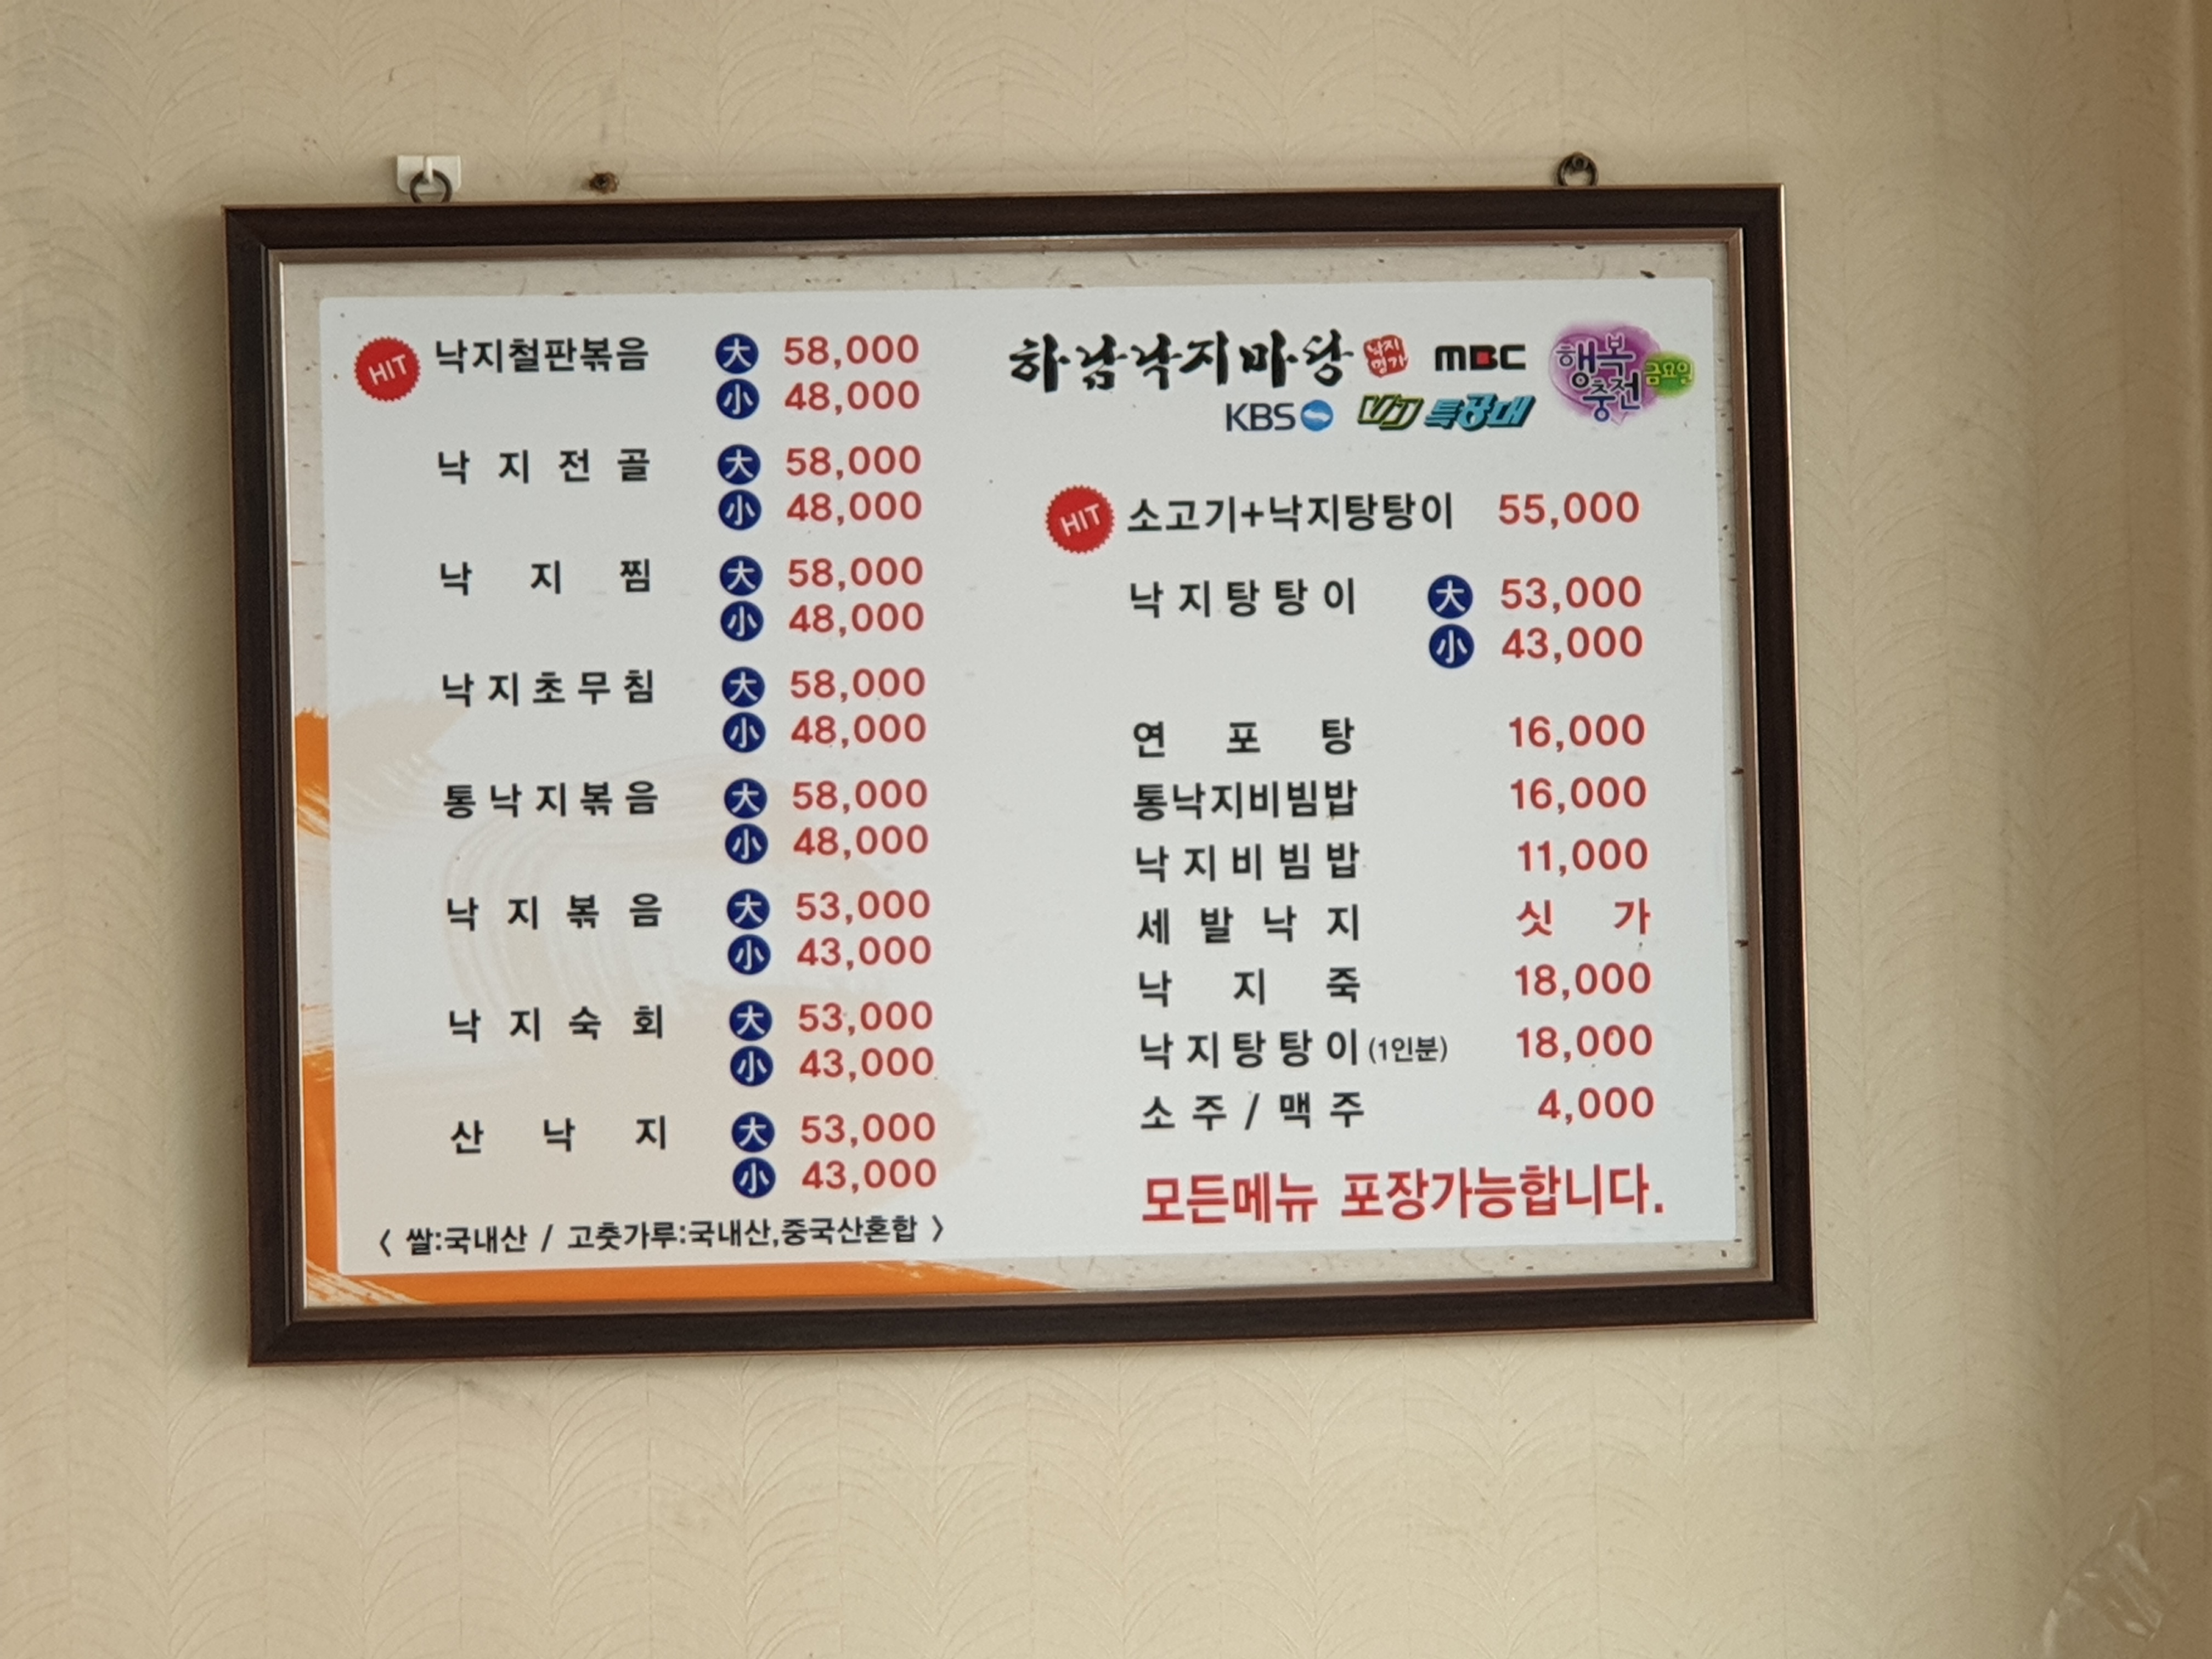 HIT 낙지철판볶음 大 58,000
小 48,000
낙지전골 大 58,000
小 48,000
낙지찜 大 58,000
小 48,000
낙지초무침 大 58,000
小 48,000
통낙지볶음 大 58,000
小 48,000
낙지볶음 大 53,000
小 43,000
낙지숙회 大 53,000
小 43,000
산낙지 大 53,000
小 43,000
< 쌀:국내산 / 고춧가루:국내산,중국산혼합 >
하남낙지마당 낙지명가 MBC 행복충전 금요일
KBS VJ특공대
HIT 소고기+낙지탕탕이 55,000
낙지탕탕이 大 53,000
小 43,000
연포탕 16,000
통낙지비빔밥 16,000
낙지비빔밥 11,000
세발낙지 싯가
낙지죽 18,000
낙지탕탕이(1인분) 18,000
소주/맥주 4,000
모든메뉴 포장가능합니다.